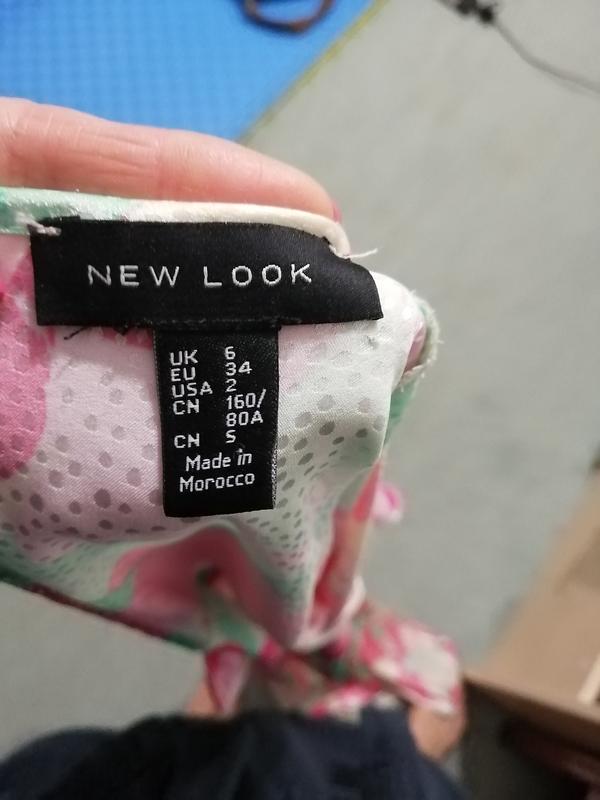 NEW LOOK
UK 6
EU 34
USA 2
CN 160/
80A
CN S
Made in
Morocco